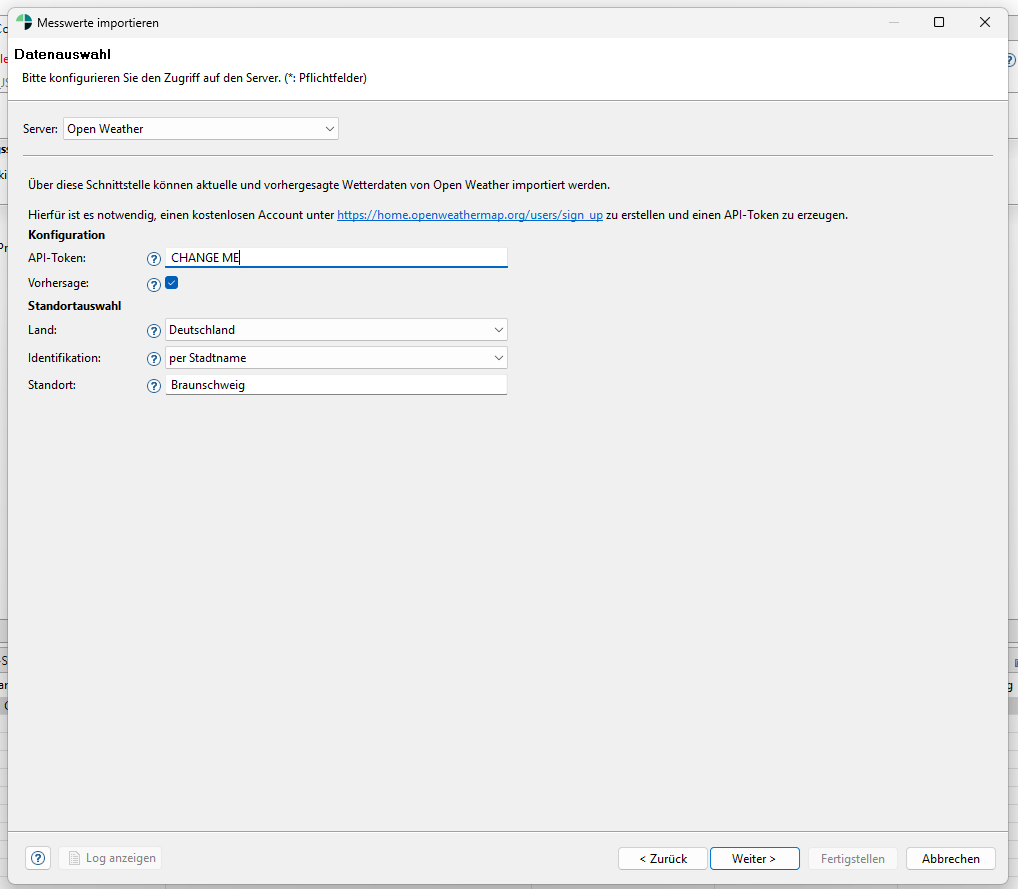 Messwerte importieren
Datenauswahl
Bitte konfigurieren Sie den Zugriff auf den Server. (*: Pflichtfelder)
Server: Open Weather
Über diese Schnittstelle können aktuelle und vorhergesagte Wetterdaten von Open Weather importiert werden.
Hierfür ist es notwendig, einen kostenlosen Account unter https://home.openweathermap.org/users/sign_up zu erstellen und einen API-Token zu erzeugen.
Konfiguration
API-Token: ? CHANGE ME
Vorhersage: ?
Standortauswahl
Land: ? Deutschland
Identifikation: ? per Stadtname
Standort: ? Braunschweig
? Log anzeigen < Zurück Weiter > Fertigstellen Abbrechen